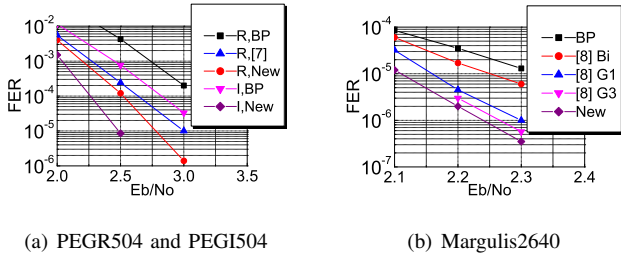 10^-2
10^-3
10^-4
10^-5
10^-6
FER
2.0 2.5 3.0 3.5
Eb/No
R,BP
R,[7]
R,New
I,BP
I,New
(a) PEGR504 and PEGI504
10^-4
10^-5
10^-6
10^-7
FER
2.1 2.2 2.3 2.4
Eb/No
BP
[8] Bi
[8] G1
[8] G3
New
(b) Margulis2640